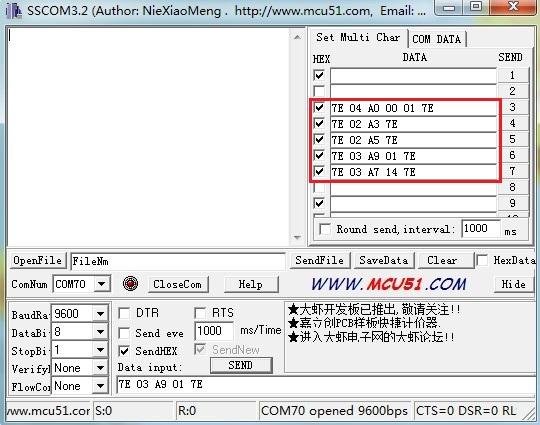 SSCOM3.2 (Author: NieXiaoMeng . http://www.mcu51.com, Email: ...
Set Multi Char COM DATA
HEX DATA SEND
1
2
7E 04 A0 00 01 7E 3
7E 02 A3 7E 4
7E 02 A5 7E 5
7E 03 A9 01 7E 6
7E 03 A7 14 7E 7
8
9
Round send,interval: 1000 ms
OpenFile FileNm SendFile SaveData Clear HexData
ComNum COM70 CloseCom Help WWW.MCU51.COM Hide
BaudRa 9600 DTR RTS
DataBi 8 Send eve 1000 ms/Time
StopBi 1 SendHEX SendNew
Verify None Data input: SEND
FlowCon None 7E 03 A9 01 7E
★大虾开发板已推出,敬请关注!!
★嘉立创PCB样板快捷计价器.
★进入大虾电子网的大虾论坛!!
www.mcu51.com S:0 R:0 COM70 opened 9600bps CTS=0 DSR=0 RL